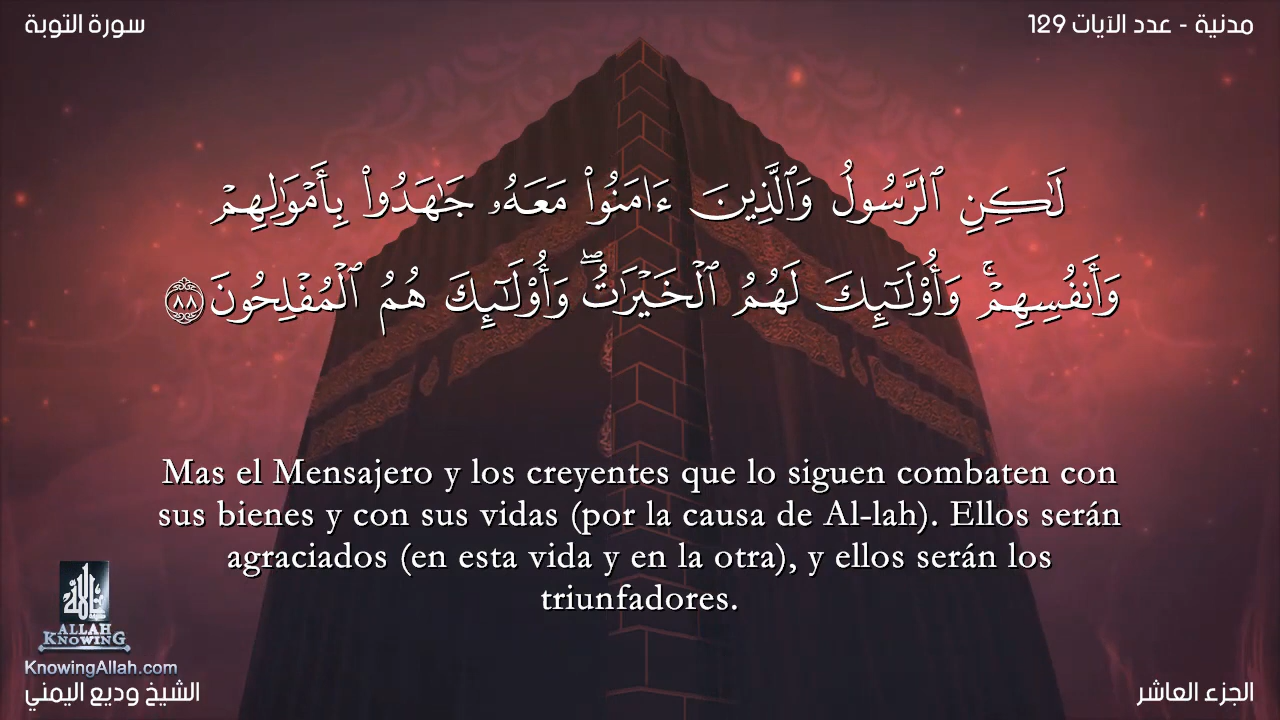 سورة التوبة
مدنية - عدد الآيات 129
لَٰكِنِ ٱلرَّسُولُ وَٱلَّذِينَ ءَامَنُوا۟ مَعَهُۥ جَٰهَدُوا۟ بِأَمْوَٰلِهِمْ
وَأَنفُسِهِمْ ۚ وَأُو۟لَٰٓئِكَ لَهُمُ ٱلْخَيْرَٰتُ ۖ وَأُو۟لَٰٓئِكَ هُمُ ٱلْمُفْلِحُونَ ٨٨
Mas el Mensajero y los creyentes que lo siguen combaten con
sus bienes y con sus vidas (por la causa de Al-lah). Ellos serán
agraciados (en esta vida y en la otra), y ellos serán los
triunfadores.
الله
ALLAH
KNOWING
KnowingAllah.com
الشيخ وديع اليمني
الجزء العاشر